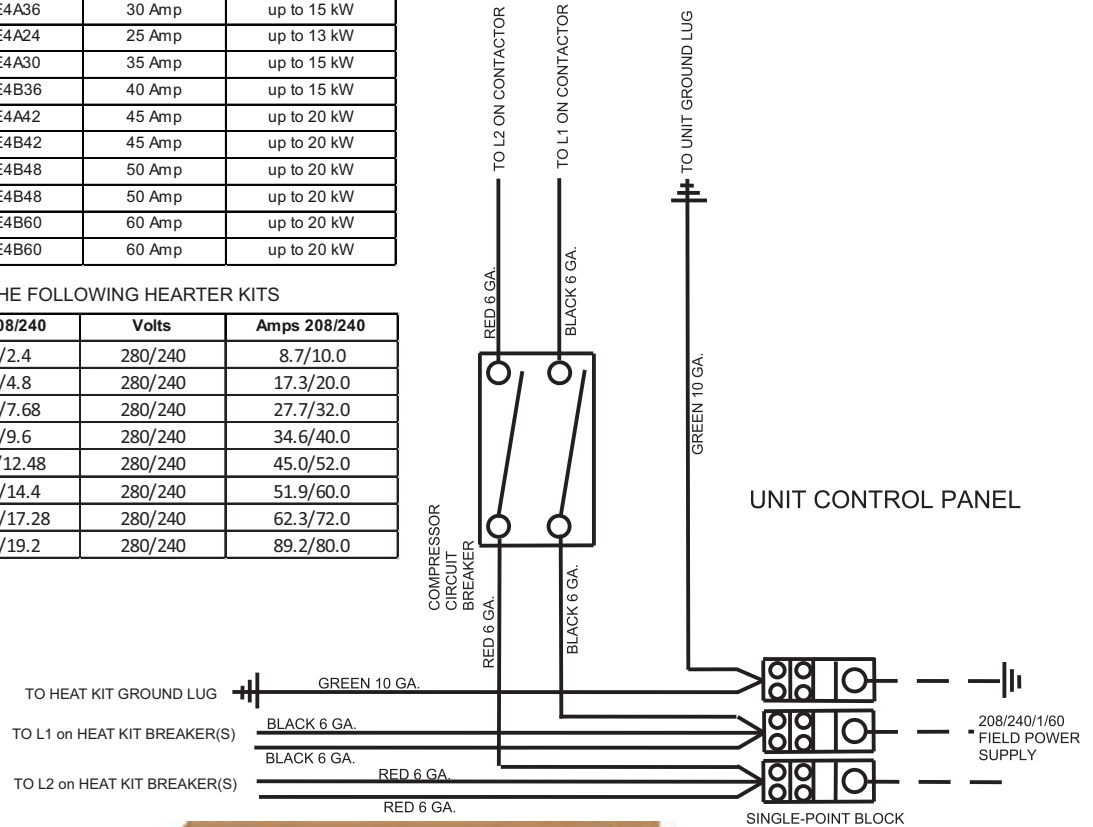 E4A36 30 Amp up to 15 kW
E4A24 25 Amp up to 13 kW
E4A30 35 Amp up to 15 kW
E4B36 40 Amp up to 15 kW
E4A42 45 Amp up to 20 kW
E4B42 45 Amp up to 20 kW
E4B48 50 Amp up to 20 kW
E4B48 50 Amp up to 20 kW
E4B60 60 Amp up to 20 kW
E4B60 60 Amp up to 20 kW
HE FOLLOWING HEARTER KITS
08/240 Volts Amps 208/240
/2.4 280/240 8.7/10.0
/4.8 280/240 17.3/20.0
/7.68 280/240 27.7/32.0
/9.6 280/240 34.6/40.0
/12.48 280/240 45.0/52.0
/14.4 280/240 51.9/60.0
/17.28 280/240 62.3/72.0
/19.2 280/240 89.2/80.0
TO L2 ON CONTACTOR
TO L1 ON CONTACTOR
TO UNIT GROUND LUG
RED 6 GA.
BLACK 6 GA.
GREEN 10 GA.
UNIT CONTROL PANEL
COMPRESSOR
CIRCUIT
BREAKER
RED 6 GA.
BLACK 6 GA.
TO HEAT KIT GROUND LUG
GREEN 10 GA.
TO L1 on HEAT KIT BREAKER(S)
BLACK 6 GA.
BLACK 6 GA.
TO L2 on HEAT KIT BREAKER(S)
RED 6 GA.
RED 6 GA.
208/240/1/60
FIELD POWER
SUPPLY
SINGLE-POINT BLOCK